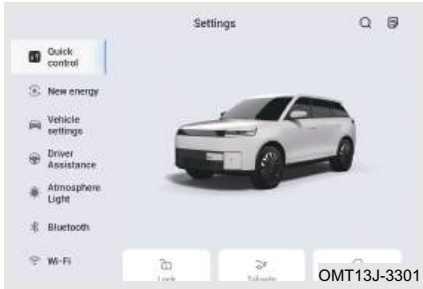 Settings
Quick
control
New energy
Vehicle
settings
Driver
Assistance
Atmosphere
Light
Bluetooth
Wi-Fi
Lock
Tailgate
OMT13J-3301